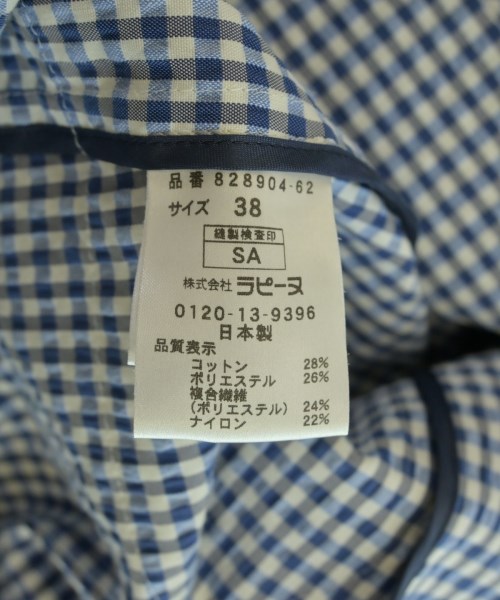 品番 828904-62
サイズ 38
縫製検査印
SA
株式会社 ラピーヌ
0120-13-9396
日本製
品質表示
コットン 28%
ポリエステル 26%
複合繊維
(ポリエステル) 24%
ナイロン 22%